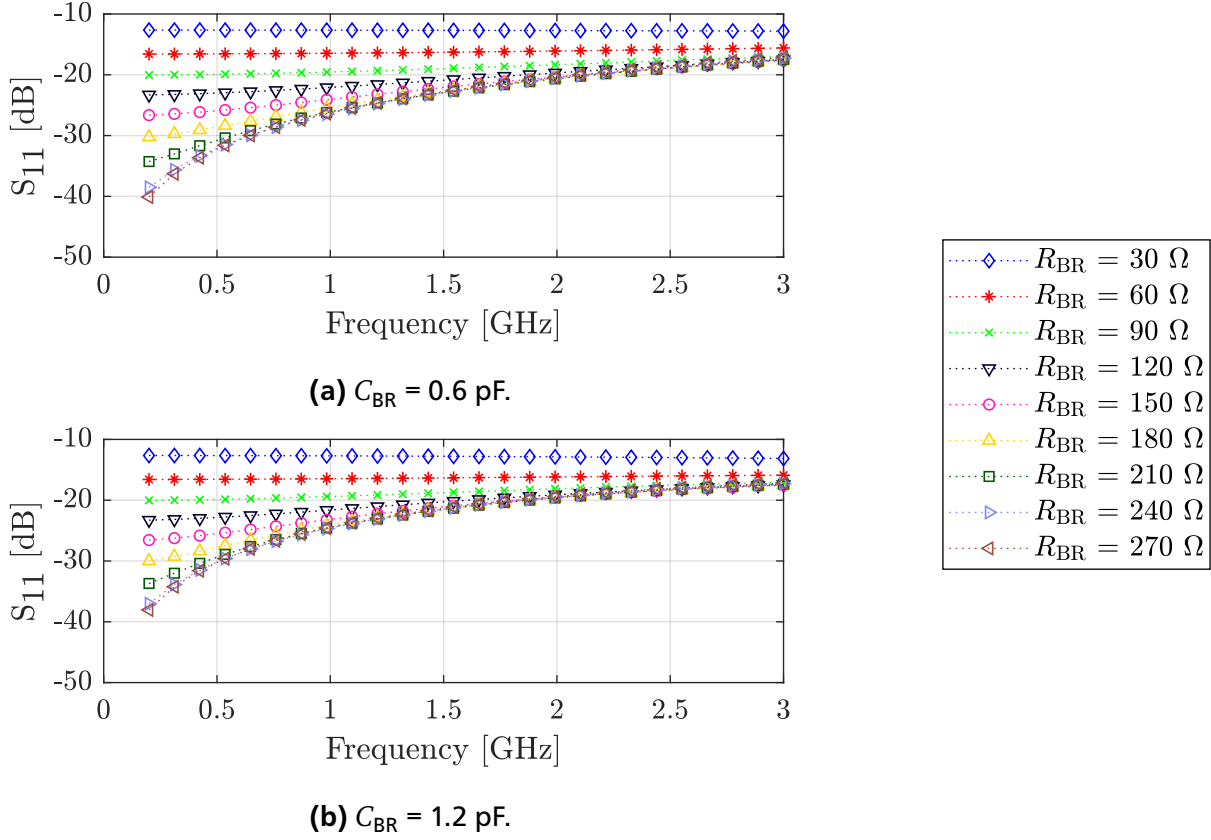 -10
-20
-30
-40
-50
S11 [dB]
0 0.5 1 1.5 2 2.5 3
Frequency [GHz]
(a) CBR = 0.6 pF.
-10
-20
-30
-40
-50
S11 [dB]
0 0.5 1 1.5 2 2.5 3
Frequency [GHz]
(b) CBR = 1.2 pF.
RBR = 30 Ω
RBR = 60 Ω
RBR = 90 Ω
RBR = 120 Ω
RBR = 150 Ω
RBR = 180 Ω
RBR = 210 Ω
RBR = 240 Ω
RBR = 270 Ω